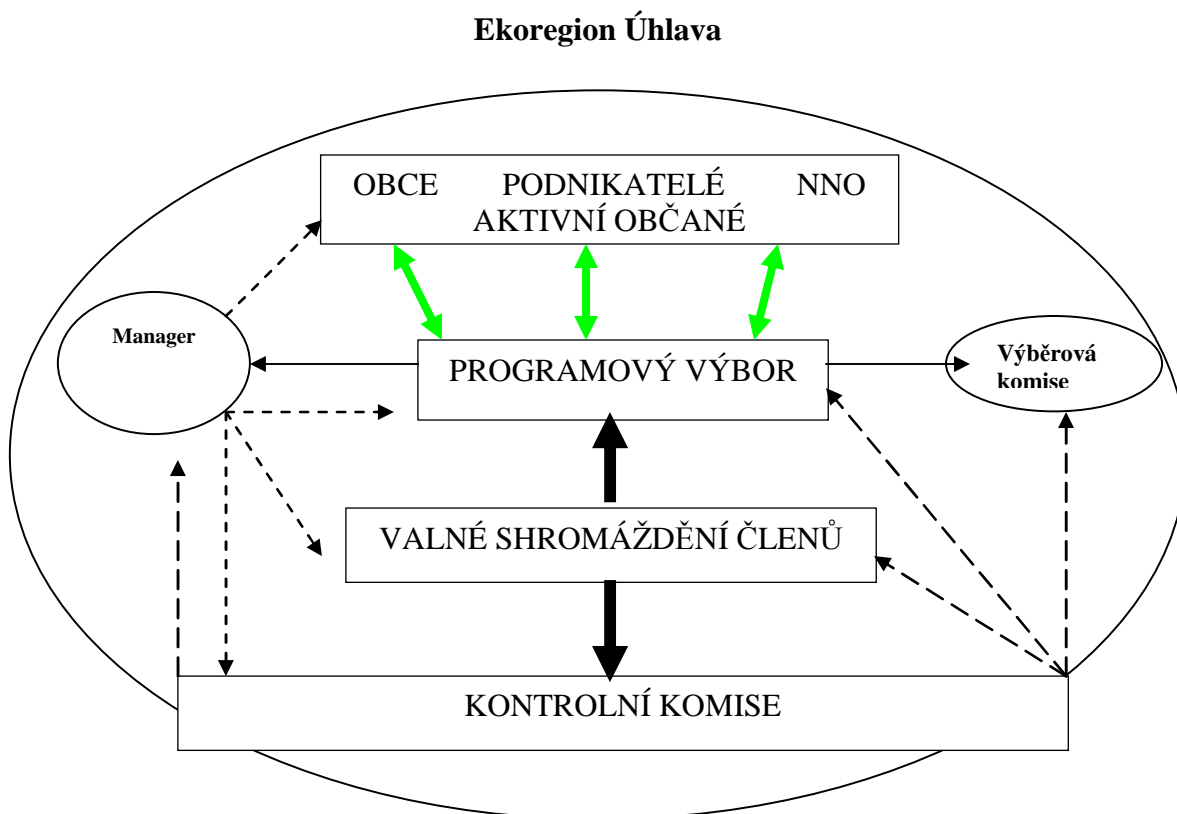 Ekoregion Úhlava
OBCE PODNIKATELÉ NNO
AKTIVNÍ OBČANÉ
Manager
PROGRAMOVÝ VÝBOR
Výběrová
komise
VALNÉ SHROMÁŽDĚNÍ ČLENŮ
KONTROLNÍ KOMISE